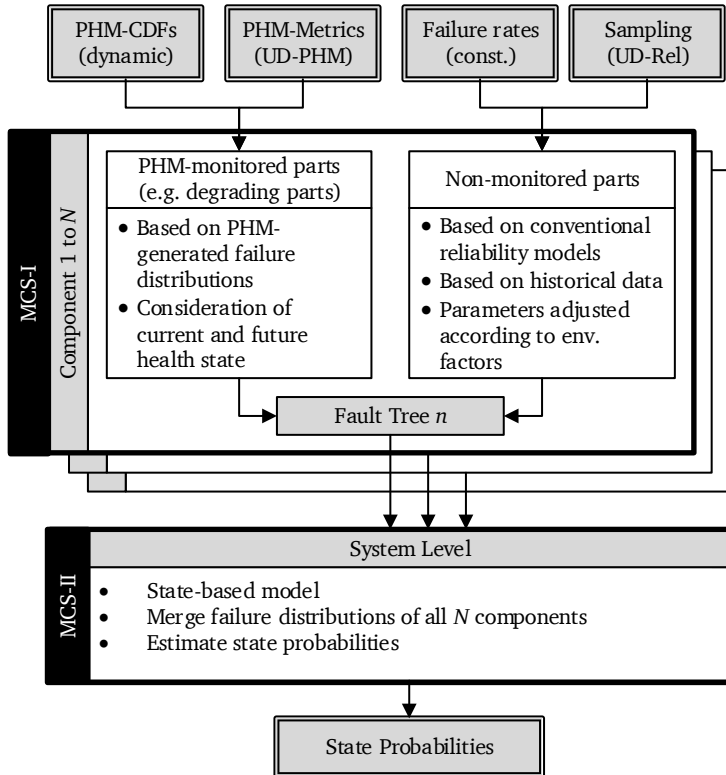 PHM-CDFs
(dynamic)
PHM-Metrics
(UD-PHM)
Failure rates
(const.)
Sampling
(UD-Rel)
MCS-I
Component 1 to N
PHM-monitored parts
(e.g. degrading parts)
• Based on PHM-
generated failure
distributions
• Consideration of
current and future
health state
Non-monitored parts
• Based on conventional
reliability models
• Based on historical data
• Parameters adjusted
according to env.
factors
Fault Tree n
MCS-II
System Level
• State-based model
• Merge failure distributions of all N components
• Estimate state probabilities
State Probabilities